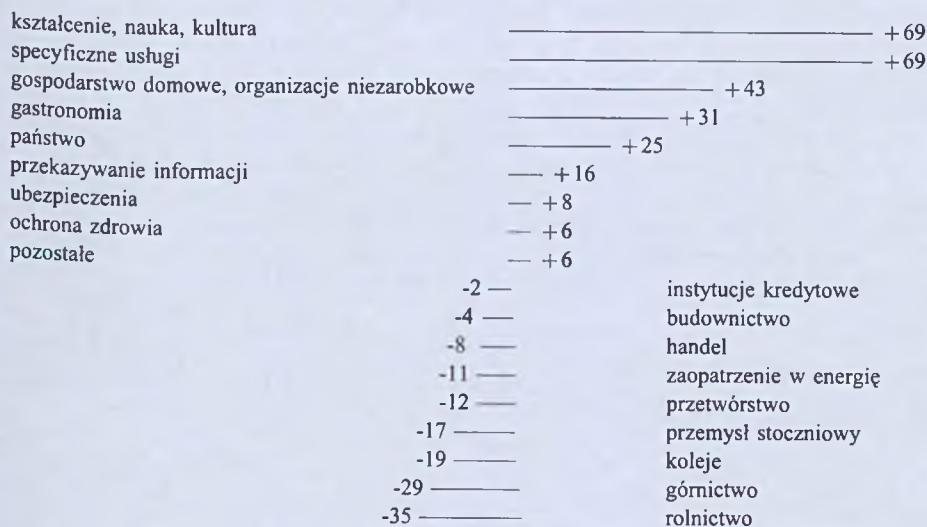 kształcenie, nauka, kultura +69
specyficzne usługi +69
gospodarstwo domowe, organizacje niezarobkowe +43
gastronomia +31
państwo +25
przekazywanie informacji +16
ubezpieczenia +8
ochrona zdrowia +6
pozostałe +6
-2 instytucje kredytowe
-4 budownictwo
-8 handel
-11 zaopatrzenie w energię
-12 przetwórstwo
-17 przemysł stoczniowy
-19 koleje
-29 górnictwo
-35 rolnictwo